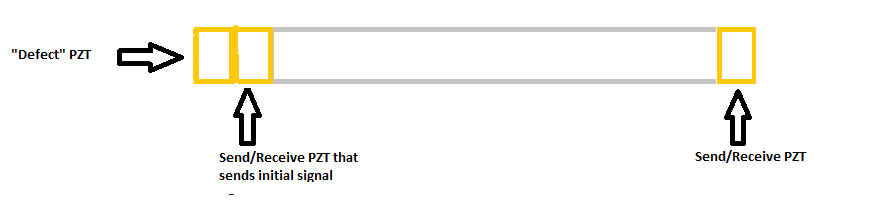 "Defect" PZT
Send/Receive PZT that
sends initial signal
Send/Receive PZT